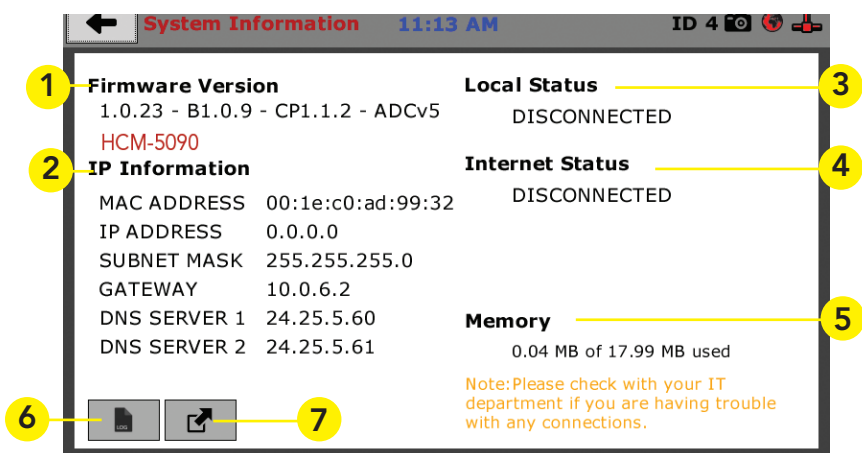 System Information 11:13 AM ID 4
1 Firmware Version
1.0.23 - B1.0.9 - CP1.1.2 - ADCv5
HCM-5090
2 IP Information
MAC ADDRESS 00:1e:c0:ad:99:32
IP ADDRESS 0.0.0.0
SUBNET MASK 255.255.255.0
GATEWAY 10.0.6.2
DNS SERVER 1 24.25.5.60
DNS SERVER 2 24.25.5.61
Local Status 3
DISCONNECTED
Internet Status 4
DISCONNECTED
Memory 5
0.04 MB of 17.99 MB used
Note:Please check with your IT
department if you are having trouble
with any connections.
6 LOG 7